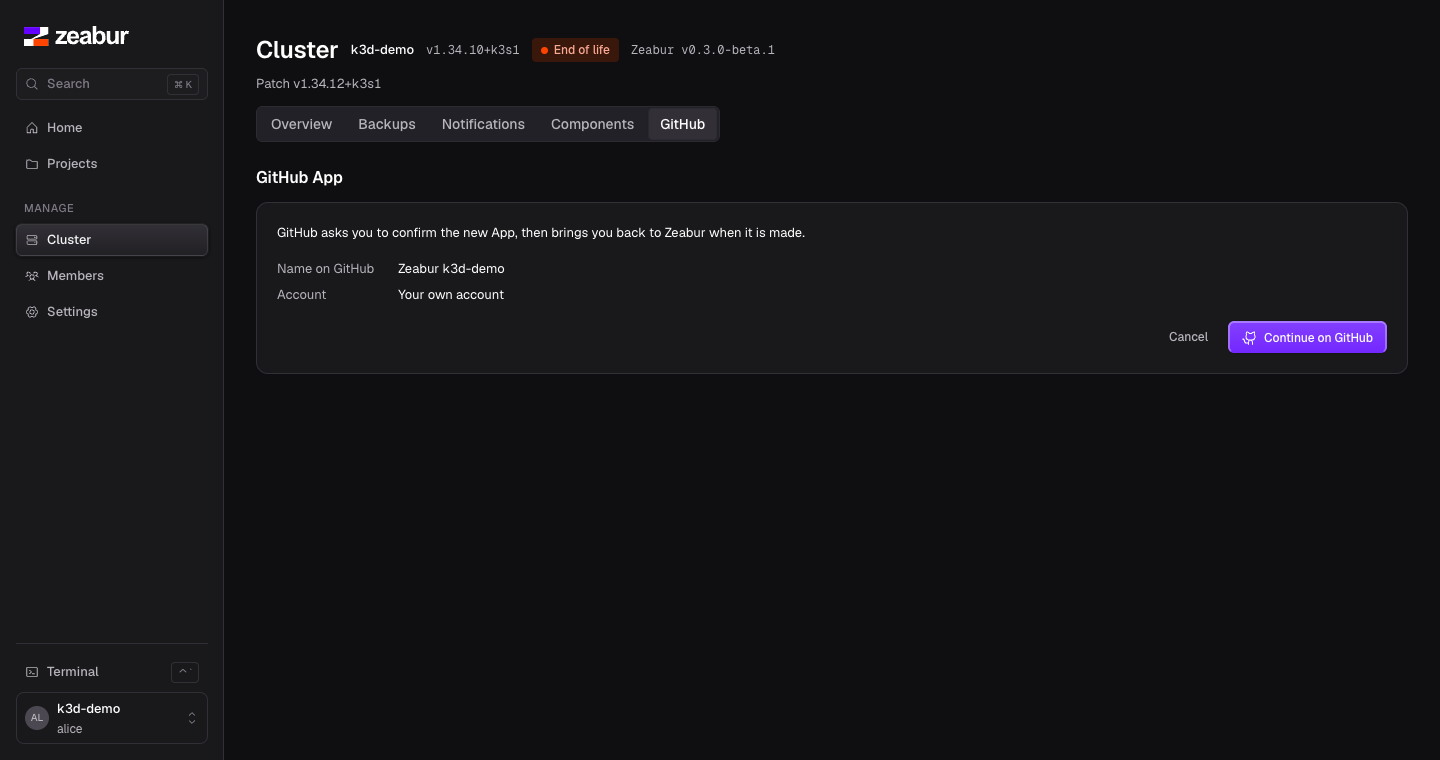 zeabur
Search
⌘ K
Home
Projects
MANAGE
Cluster
Members
Settings
Terminal
^ `
AL
k3d-demo
alice
Cluster k3d-demo v1.34.10+k3s1 End of life Zeabur v0.3.0-beta.1
Patch v1.34.12+k3s1
Overview Backups Notifications Components GitHub
GitHub App
GitHub asks you to confirm the new App, then brings you back to Zeabur when it is made.
Name on GitHub Zeabur k3d-demo
Account Your own account
Cancel Continue on GitHub